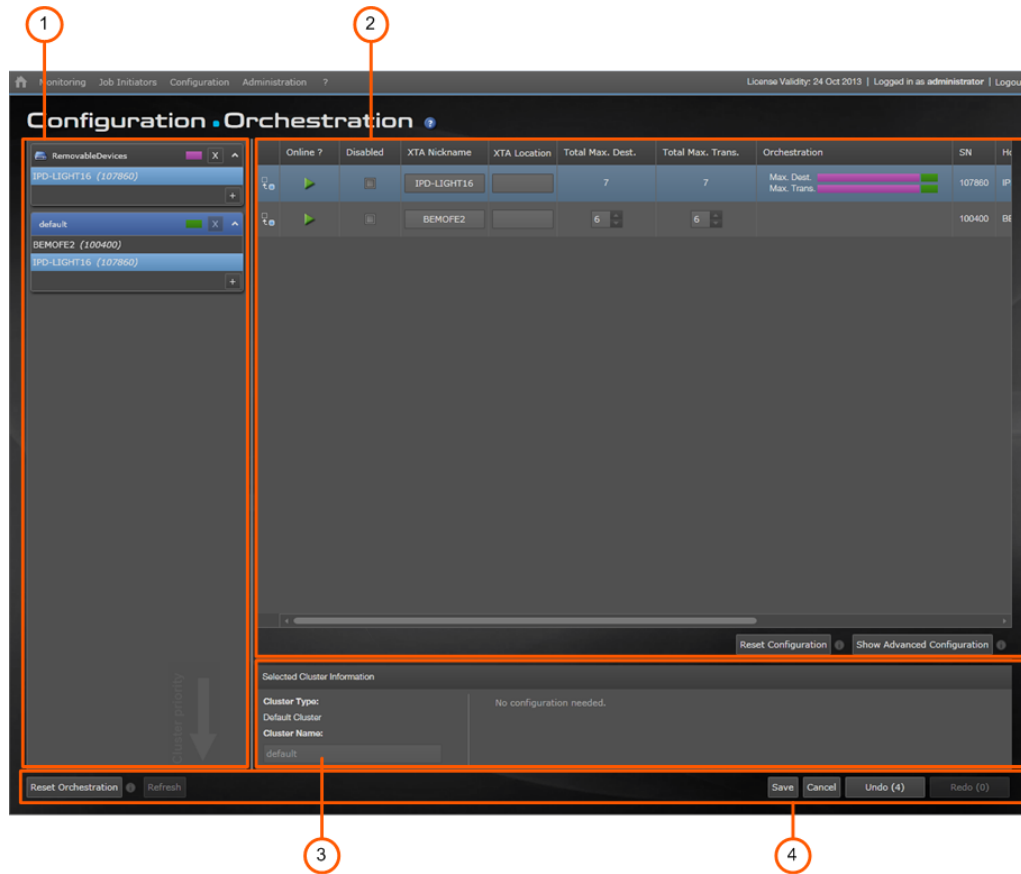 1
2
Monitoring Job Initiators Configuration Administration ?
License Validity: 24 Oct 2013 | Logged in as administrator | Logou
Configuration Orchestration ?
RemovableDevices X
IPD-LIGHT16 (107860)
+
default X
BEMOFE2 (100400)
IPD-LIGHT16 (107860)
+
Cluster priority
Online ? Disabled XTA Nickname XTA Location Total Max. Dest. Total Max. Trans. Orchestration SN Ho
IPD-LIGHT16 7 7 Max. Dest. 107860 IP
Max. Trans.
BEMOFE2 6 6 100400 BE
Reset Configuration Show Advanced Configuration
Selected Cluster Information
Cluster Type:
Default Cluster
Cluster Name:
default
No configuration needed.
Reset Orchestration Refresh Save Cancel Undo (4) Redo (0)
3
4